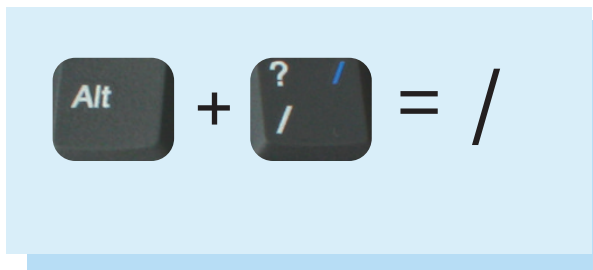 Alt + ? / / = /